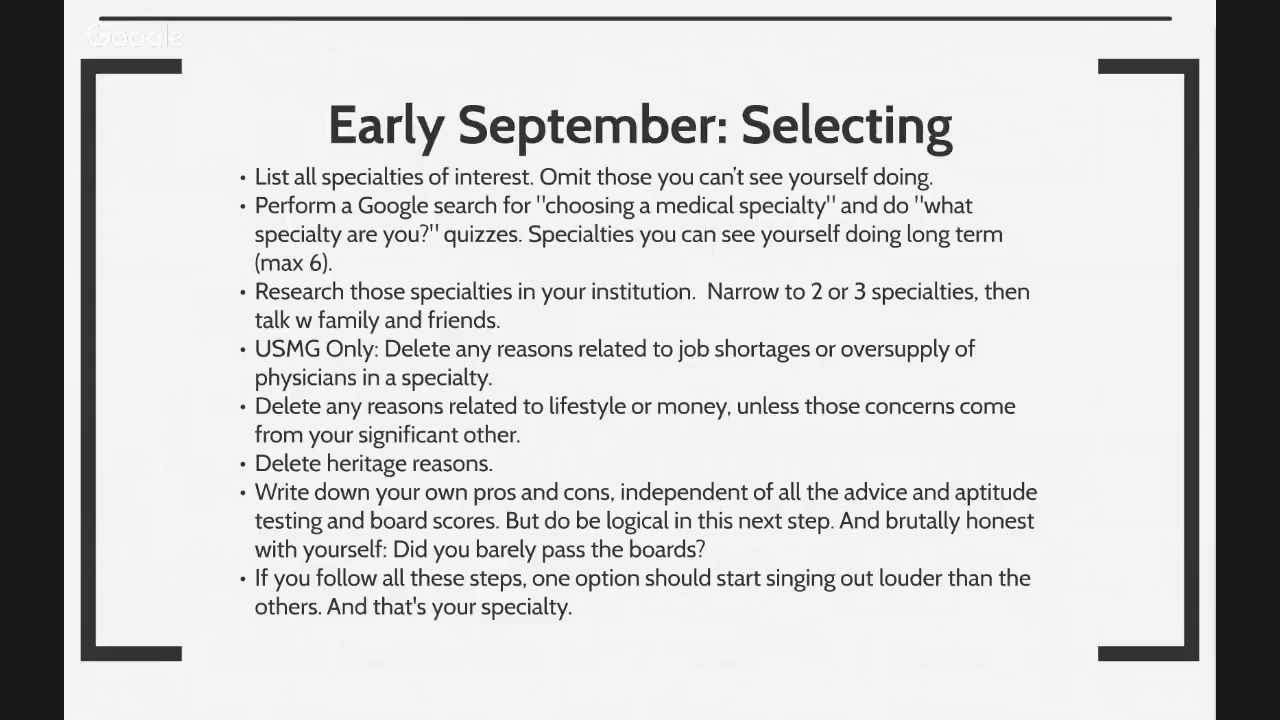 Google
Early September: Selecting
• List all specialties of interest. Omit those you can't see yourself doing.
• Perform a Google search for "choosing a medical specialty" and do "what
specialty are you?" quizzes. Specialties you can see yourself doing long term
(max 6).
• Research those specialties in your institution.  Narrow to 2 or 3 specialties, then
talk w family and friends.
• USMG Only: Delete any reasons related to job shortages or oversupply of
physicians in a specialty.
• Delete any reasons related to lifestyle or money, unless those concerns come
from your significant other.
• Delete heritage reasons.
• Write down your own pros and cons, independent of all the advice and aptitude
testing and board scores. But do be logical in this next step. And brutally honest
with yourself: Did you barely pass the boards?
• If you follow all these steps, one option should start singing out louder than the
others. And that's your specialty.